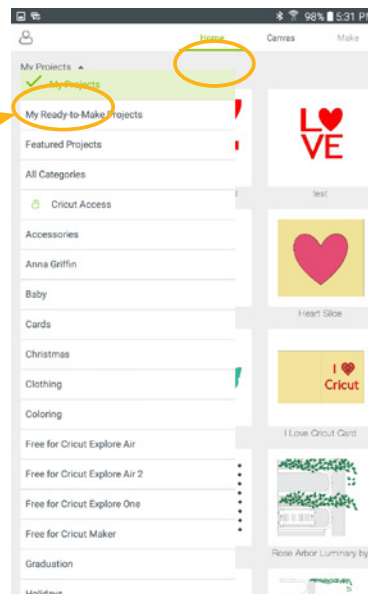 98% 5:31 PM
Home Canvas Make
My Projects
My Projects
My Ready-to-Make Projects
Featured Projects
All Categories
Cricut Access
Accessories
Anna Griffin
Baby
Cards
Christmas
Clothing
Coloring
Free for Cricut Explore Air
Free for Cricut Explore Air 2
Free for Cricut Explore One
Free for Cricut Maker
Graduation
Holidays
LOVE
test
Heart Slice
I
Cricut
I Love Cricut Card
Rose Arbor Luminary by